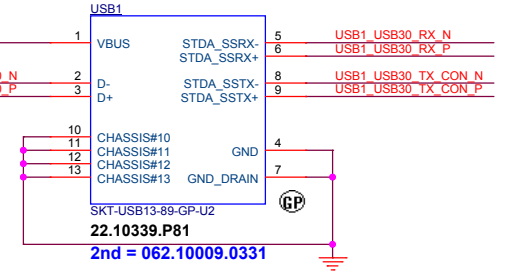 USB1
1 VBUS
2 D-
3 D+
10 CHASSIS#10
11 CHASSIS#11
12 CHASSIS#12
13 CHASSIS#13
STDA_SSRX- 5 USB1_USB30_RX_N
STDA_SSRX+ 6 USB1_USB30_RX_P
STDA_SSTX- 8 USB1_USB30_TX_CON_N
STDA_SSTX+ 9 USB1_USB30_TX_CON_P
GND 4
GND_DRAIN 7
_N
_P
GP
SKT-USB13-89-GP-U2
22.10339.P81
2nd = 062.10009.0331